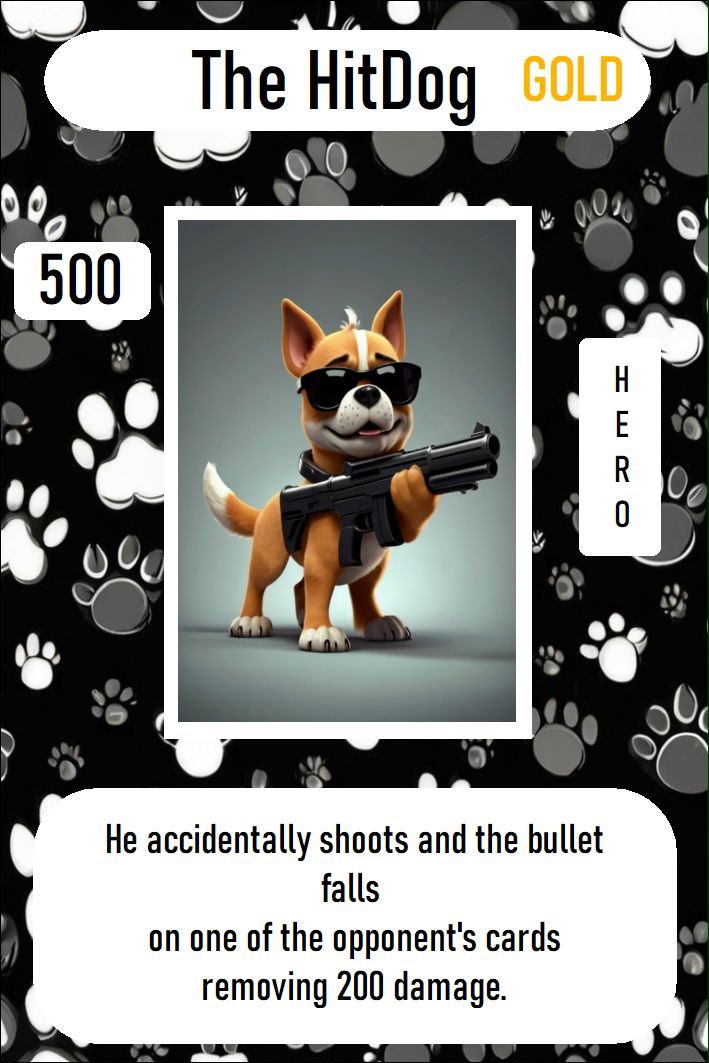 The HitDog GOLD
500
H
E
R
O
He accidentally shoots and the bullet
falls
on one of the opponent's cards
removing 200 damage.